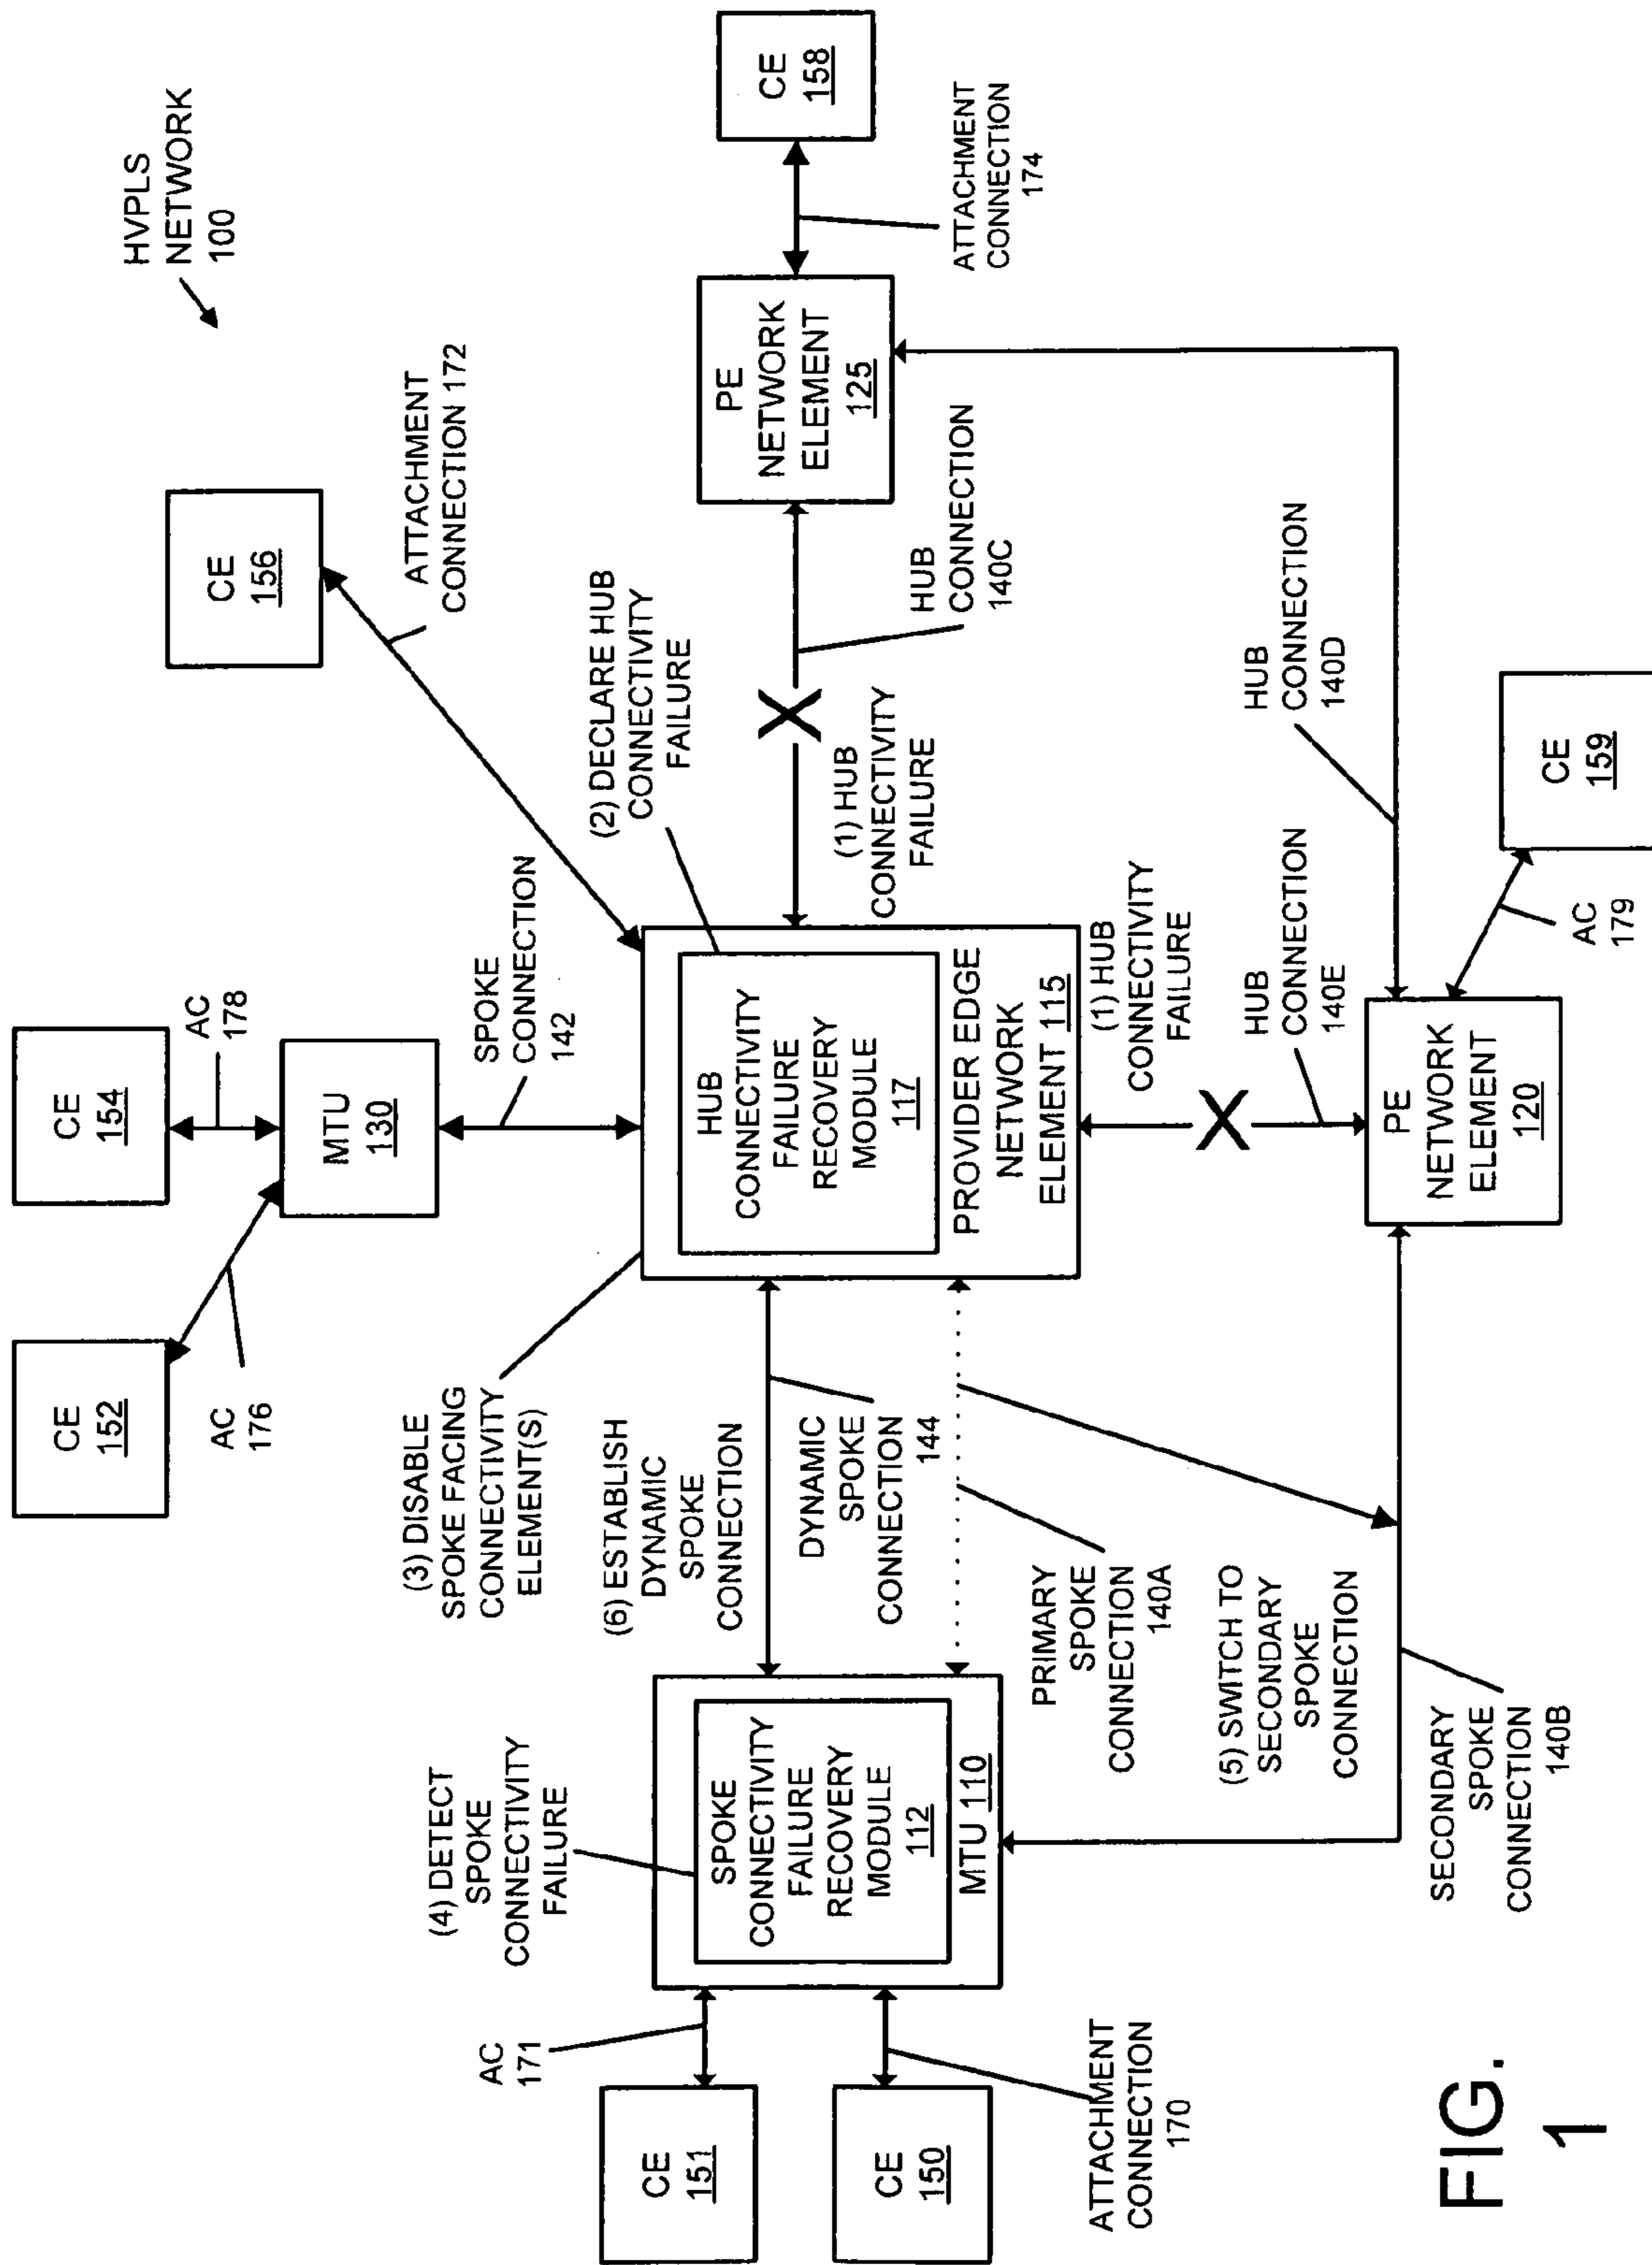 HVPLS
NETWORK
100
CE
152
CE
154
AC
178
AC
176
MTU
130
CE
156
ATTACHMENT
CONNECTION 172
SPOKE
CONNECTION
142
(3) DISABLE
SPOKE FACING
CONNECTIVITY
ELEMENT(S)
(2) DECLARE HUB
CONNECTIVITY
FAILURE
(4) DETECT
SPOKE
CONNECTIVITY
FAILURE
AC
171
CE
151
CE
150
ATTACHMENT
CONNECTION
170
SPOKE
CONNECTIVITY
FAILURE
RECOVERY
MODULE
112
MTU 110
(6) ESTABLISH
DYNAMIC
SPOKE
CONNECTION
DYNAMIC
SPOKE
CONNECTION
144
PRIMARY
SPOKE
CONNECTION
140A
HUB
CONNECTIVITY
FAILURE
RECOVERY
MODULE
117
PROVIDER EDGE
NETWORK
ELEMENT 115
X
(1) HUB
CONNECTIVITY
FAILURE
HUB
CONNECTION
140C
PE
NETWORK
ELEMENT
125
CE
158
ATTACHMENT
CONNECTION
174
(5) SWITCH TO
SECONDARY
SPOKE
CONNECTION
SECONDARY
SPOKE
CONNECTION
140B
X
(1) HUB
CONNECTIVITY
FAILURE
HUB
CONNECTION
140E
HUB
CONNECTION
140D
PE
NETWORK
ELEMENT
120
AC
179
CE
159
FIG.
1